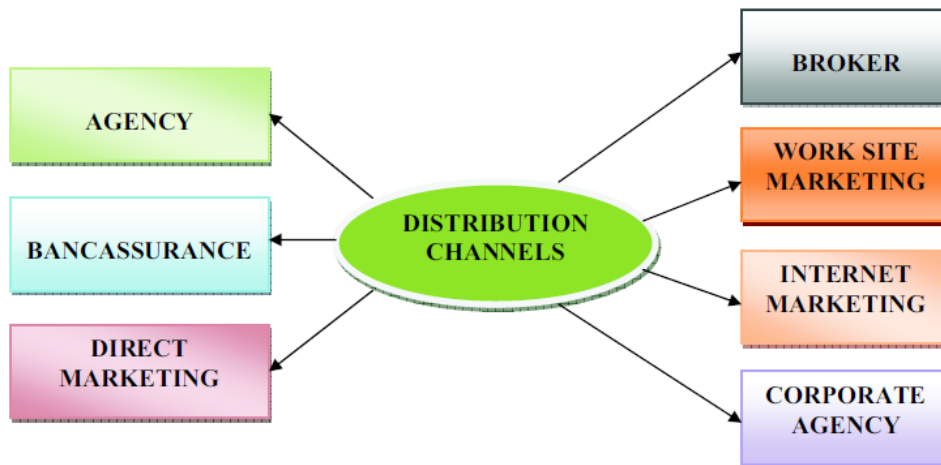 AGENCY
BANCASSURANCE
DIRECT
MARKETING
DISTRIBUTION
CHANNELS
BROKER
WORK SITE
MARKETING
INTERNET
MARKETING
CORPORATE
AGENCY